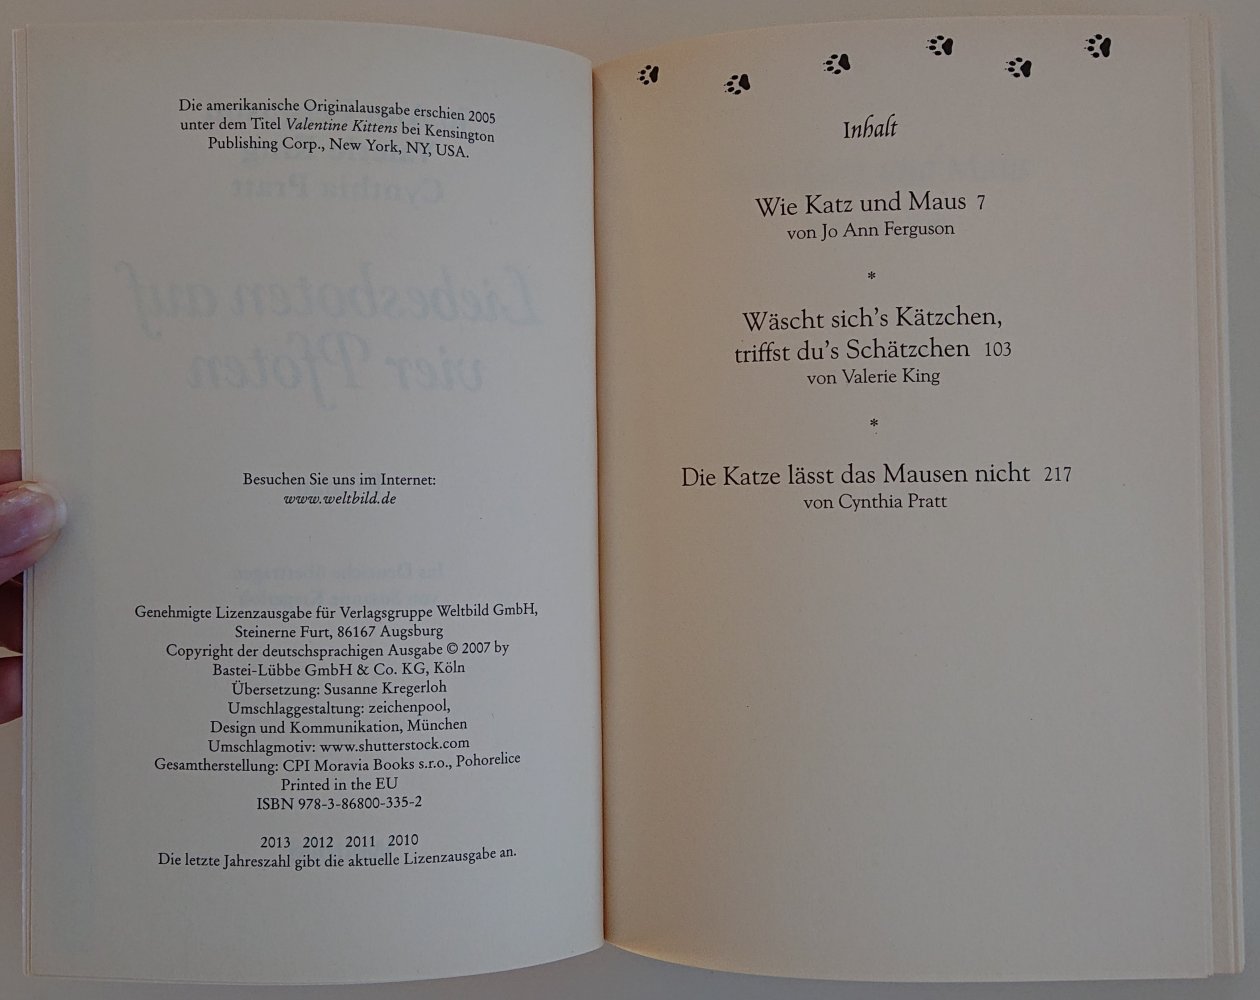 Die amerikanische Originalausgabe erschien 2005
unter dem Titel Valentine Kittens bei Kensington
Publishing Corp., New York, NY, USA.
Cynthia Pratt
Liebesboten auf
vier Pfoten
Besuchen Sie uns im Internet:
www.weltbild.de
Genehmigte Lizenzausgabe für Verlagsgruppe Weltbild GmbH,
Steinerne Furt, 86167 Augsburg
Copyright der deutschsprachigen Ausgabe © 2007 by
Bastei-Lübbe GmbH & Co. KG, Köln
Übersetzung: Susanne Kregerloh
Umschlaggestaltung: zeichenpool,
Design und Kommunikation, München
Umschlagmotiv: www.shutterstock.com
Gesamtherstellung: CPI Moravia Books s.r.o., Pohorelice
Printed in the EU
ISBN 978-3-86800-335-2
2013 2012 2011 2010
Die letzte Jahreszahl gibt die aktuelle Lizenzausgabe an.
Inhalt
Wie Katz und Maus 7
von Jo Ann Ferguson
*
Wäscht sich's Kätzchen,
triffst du's Schätzchen 103
von Valerie King
*
Die Katze lässt das Mausen nicht 217
von Cynthia Pratt